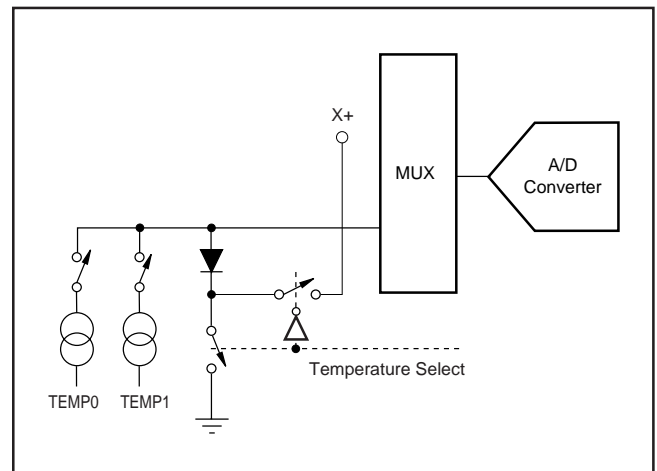 X+
MUX
A/D
Converter
Temperature Select
TEMP0 TEMP1